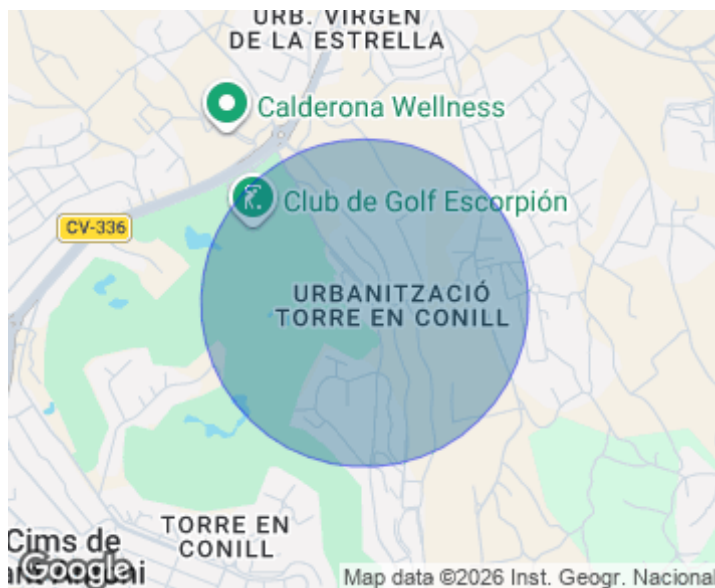 URB. VIRGEN
DE LA ESTRELLA
Calderona Wellness
Club de Golf Escorpión
CV-336
URBANITZACIÓ
TORRE EN CONILL
TORRE EN
CONILL
Cims de
Google
Map data ©2026 Inst. Geogr. Nacional